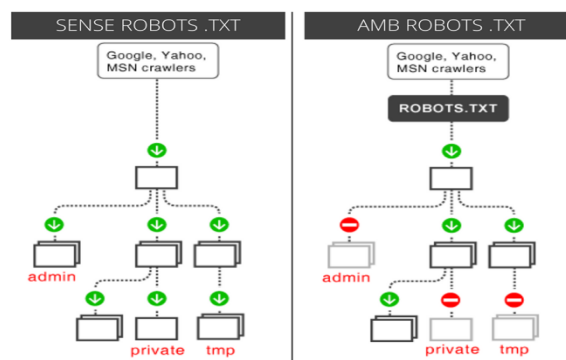 SENSE ROBOTS .TXT
Google, Yahoo,
MSN crawlers
admin
private
tmp
AMB ROBOTS .TXT
Google, Yahoo,
MSN crawlers
ROBOTS.TXT
admin
private
tmp